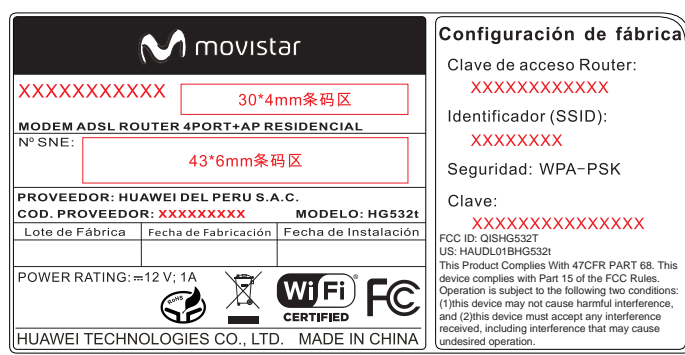 movistar
XXXXXXXXXXX
30*4mm条码区
MODEM ADSL ROUTER 4PORT+AP RESIDENCIAL
Nº SNE:
43*6mm条码区
PROVEEDOR: HUAWEI DEL PERU S.A.C.
COD. PROVEEDOR: XXXXXXXXX MODELO: HG532t
Lote de Fábrica Fecha de Fabricación Fecha de Instalación
POWER RATING: ⎓12 V; 1A
RoHS
Wi Fi
CERTIFIED
FC
HUAWEI TECHNOLOGIES CO., LTD. MADE IN CHINA
Configuración de fábrica
Clave de acceso Router:
XXXXXXXXXXXX
Identificador (SSID):
XXXXXXXX
Seguridad: WPA-PSK
Clave:
XXXXXXXXXXXXXXX
FCC ID: QISHG532T
US: HAUDL01BHG532t
This Product Complies With 47CFR PART 68. This
device complies with Part 15 of the FCC Rules.
Operation is subject to the following two conditions:
(1)this device may not cause harmful interference,
and (2)this device must accept any interference
received, including interference that may cause
undesired operation.